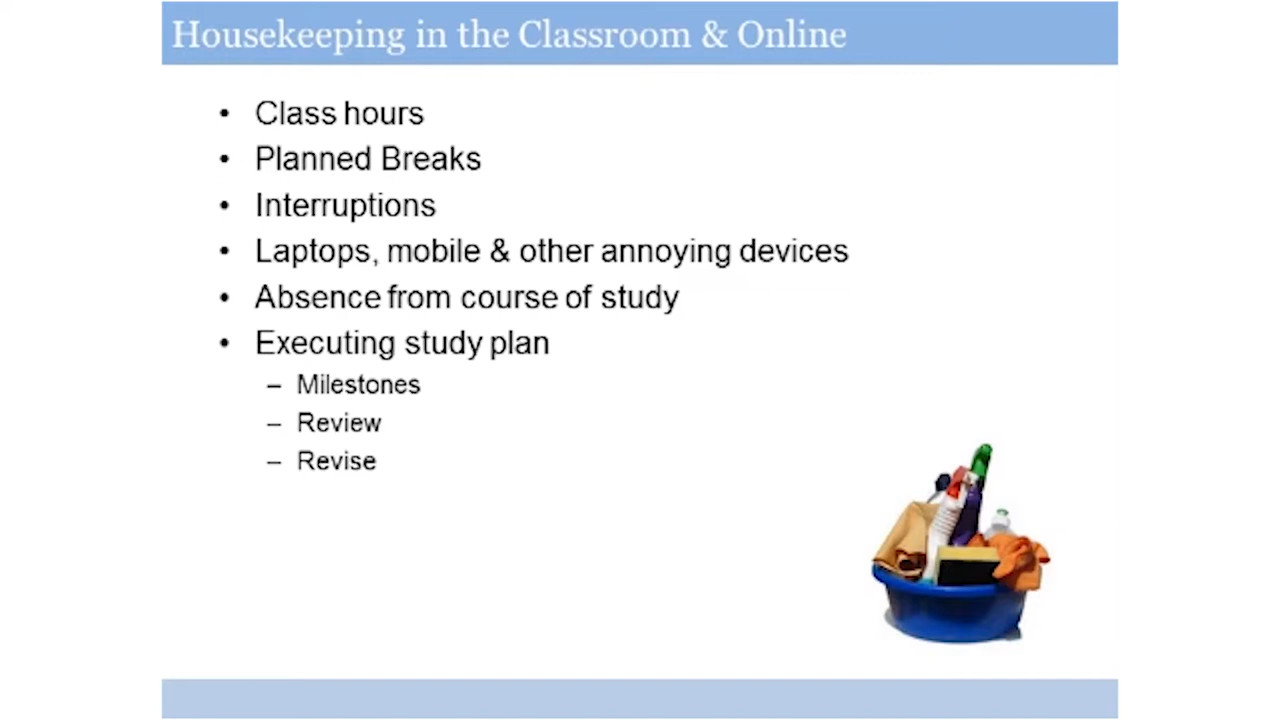 Housekeeping in the Classroom & Online
• Class hours
• Planned Breaks
• Interruptions
• Laptops, mobile & other annoying devices
• Absence from course of study
• Executing study plan
– Milestones
– Review
– Revise